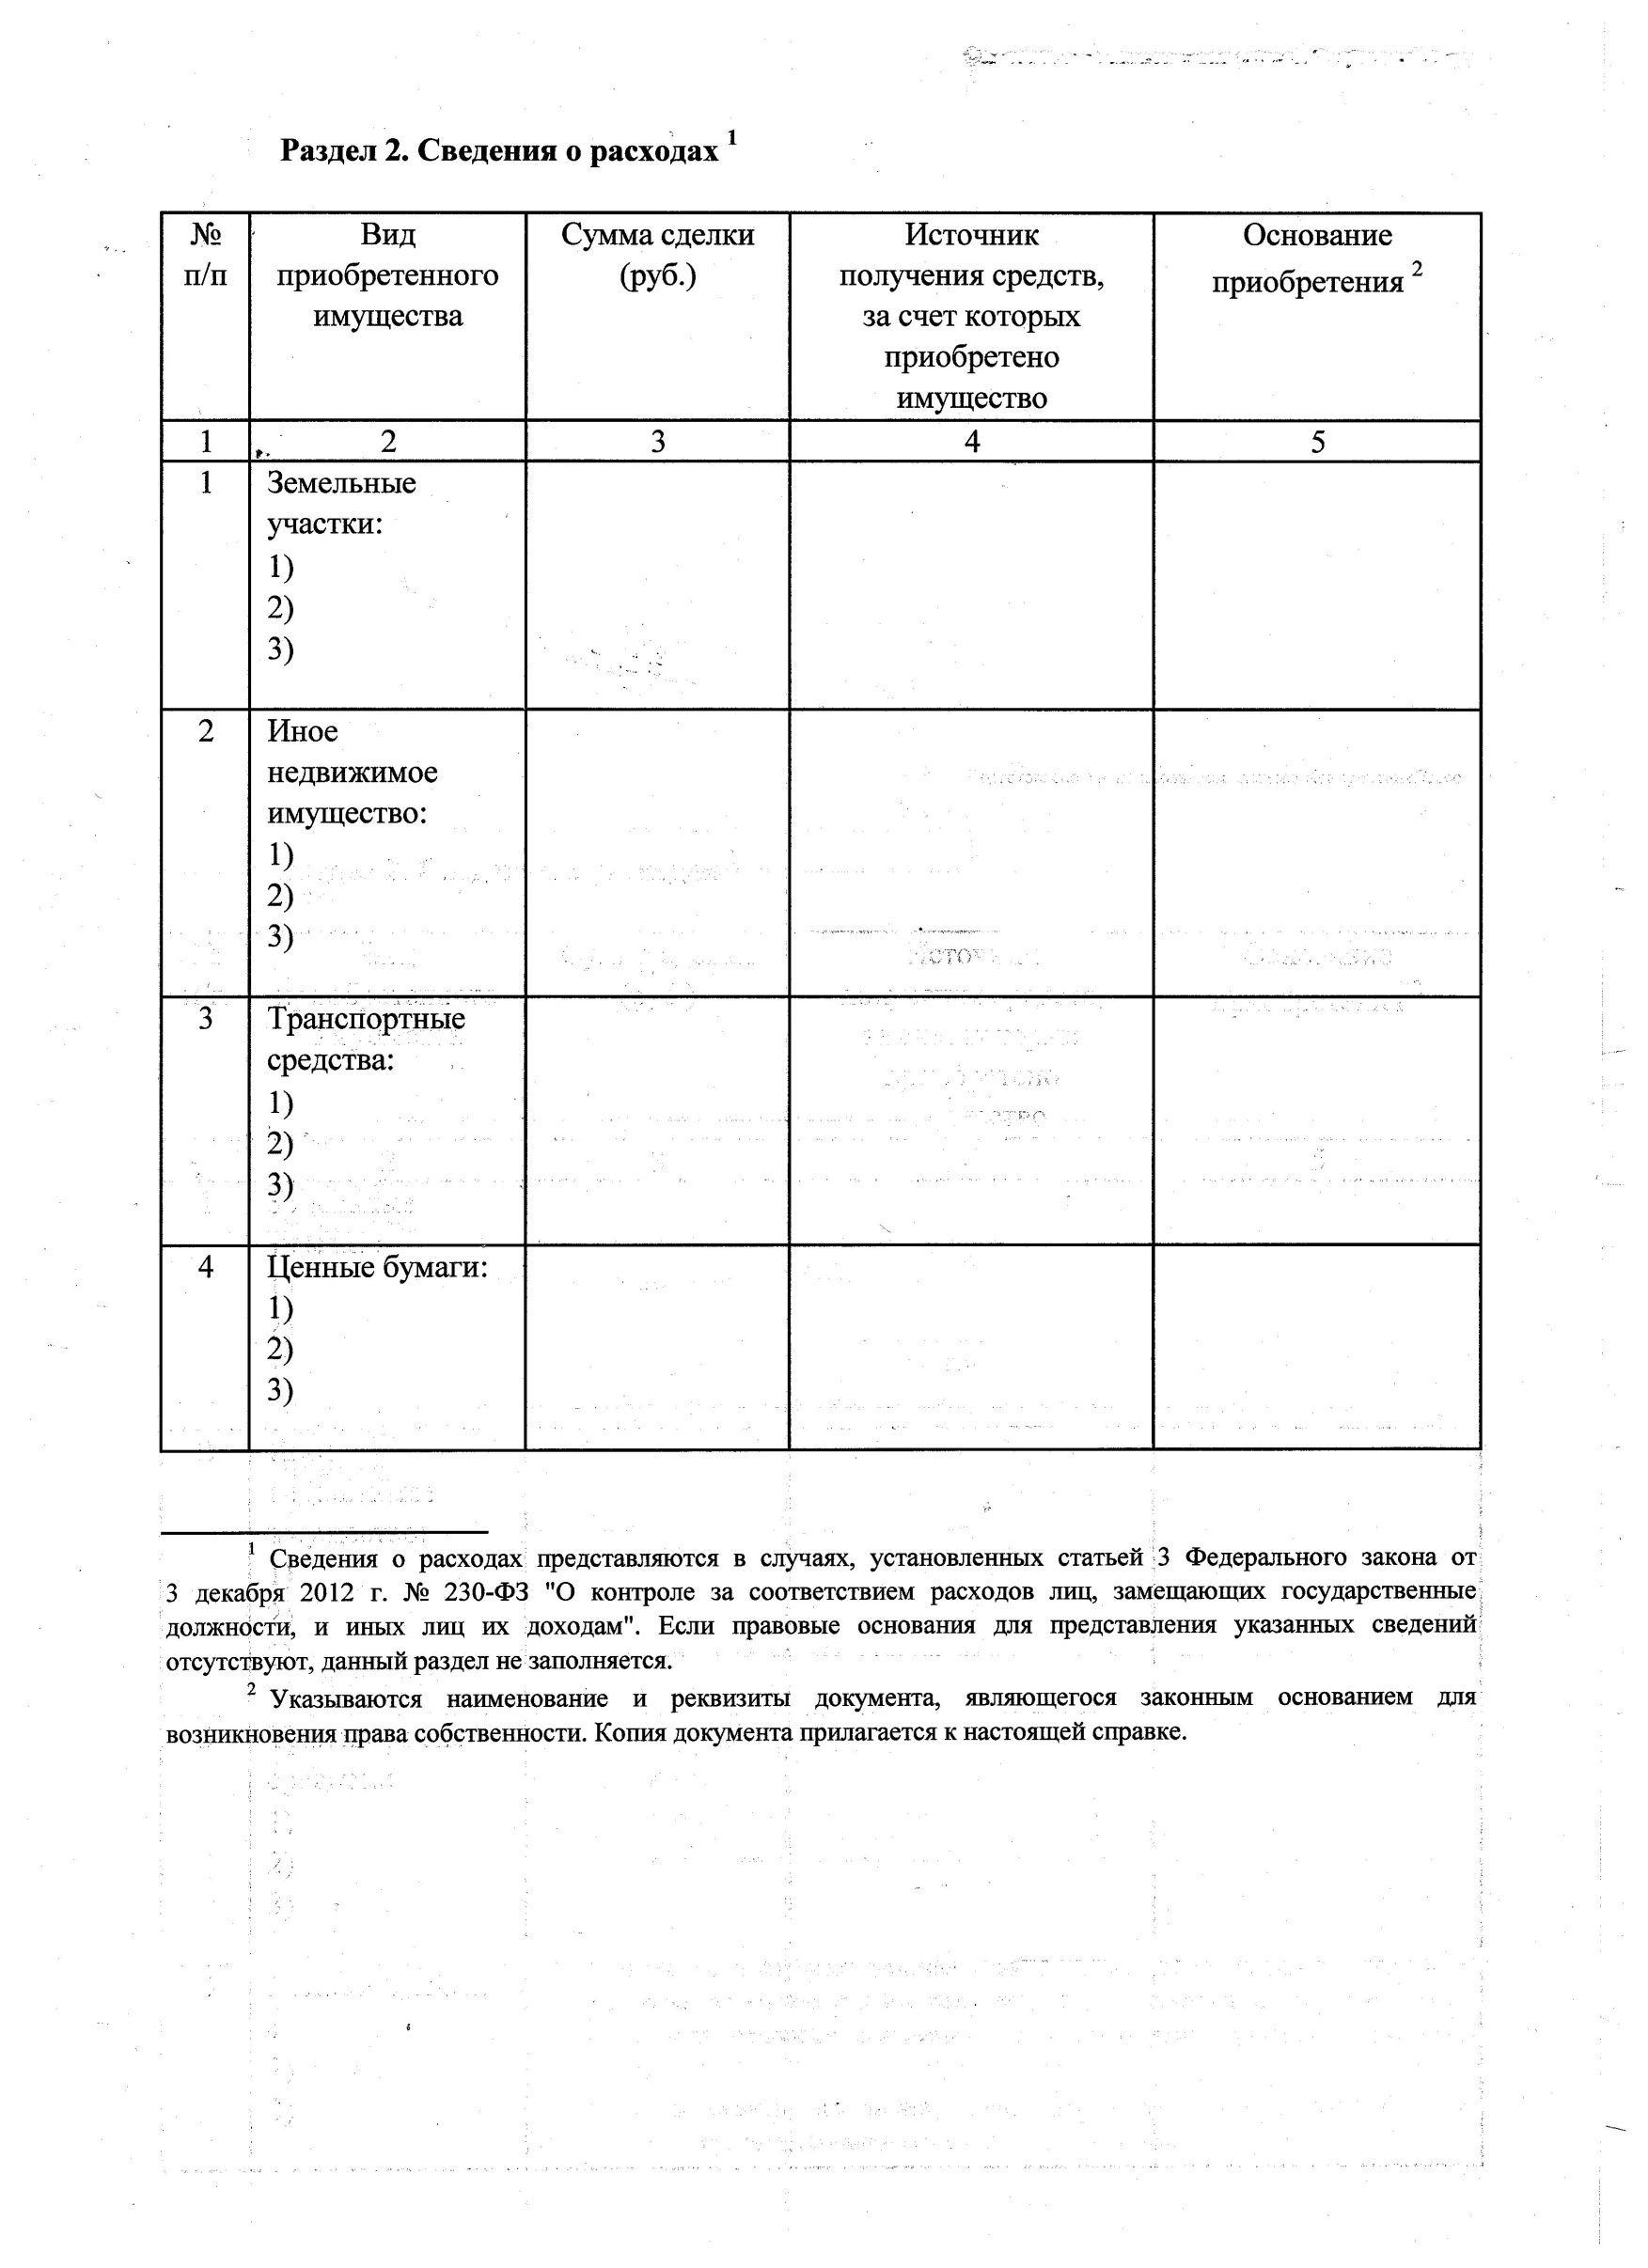 Раздел 2. Сведения о расходах 1
№
п/п
Вид
приобретенного
имущества
Сумма сделки
(руб.)
Источник
получения средств,
за счет которых
приобретено
имущество
Основание
приобретения 2
1 2 3 4 5
1 Земельные
участки:
1)
2)
3)
2 Иное
недвижимое
имущество:
1)
2)
3)
3 Транспортные
средства:
1)
2)
3)
4 Ценные бумаги:
1)
2)
3)
1 Сведения о расходах представляются в случаях, установленных статьей 3 Федерального закона от
3 декабря 2012 г. № 230-ФЗ "О контроле за соответствием расходов лиц, замещающих государственные
должности, и иных лиц их доходам". Если правовые основания для представления указанных сведений
отсутствуют, данный раздел не заполняется.
2 Указываются наименование и реквизиты документа, являющегося законным основанием для
возникновения права собственности. Копия документа прилагается к настоящей справке.